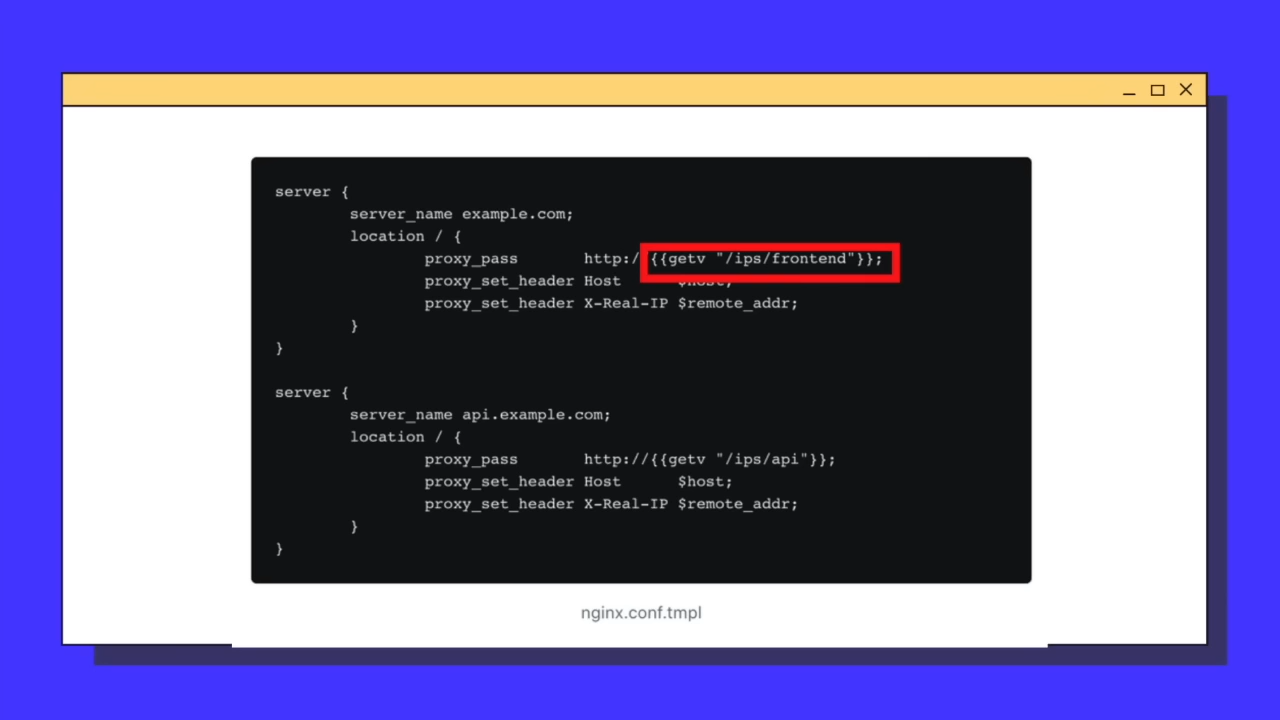 server {
server_name example.com;
location / {
proxy_pass http:/ {{getv "/ips/frontend"}};
proxy_set_header Host $host;
proxy_set_header X-Real-IP $remote_addr;
}
}
server {
server_name api.example.com;
location / {
proxy_pass http://{{getv "/ips/api"}};
proxy_set_header Host $host;
proxy_set_header X-Real-IP $remote_addr;
}
}
nginx.conf.tmpl